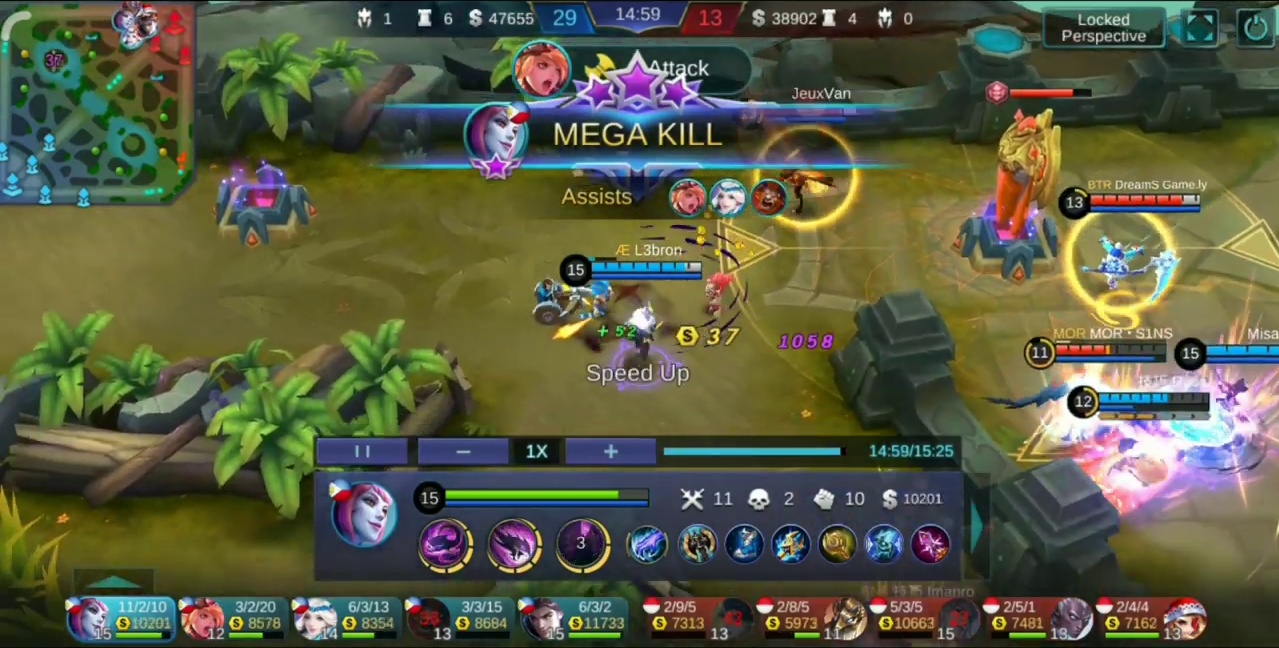 1 6 $ 47655 29 14:59 13 $ 38902 4 0
Locked
Perspective
37
Attack
JeuxVan
MEGA KILL
Assists
BTR DreamS Game.ly
13
Æ L3bron
15
+52
37
1058
MOR MOR • S1NS
11
15
Misa
12
Speed Up
1X
14:59/15:25
15
11 2 10 $ 10201
3
Imanro
11/2/10 3/2/20 6/3/13 3/3/15 6/3/2 2/9/5 2/8/5 5/3/5 2/5/1 2/4/4
10201 8578 8354 8684 11733 7313 5973 10663 7481 7162
15 12 14 13 15 13 11 15 13 13